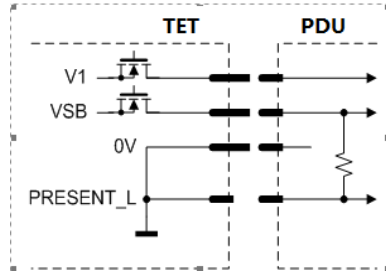 TET PDU
V1
VSB
0V
PRESENT_L